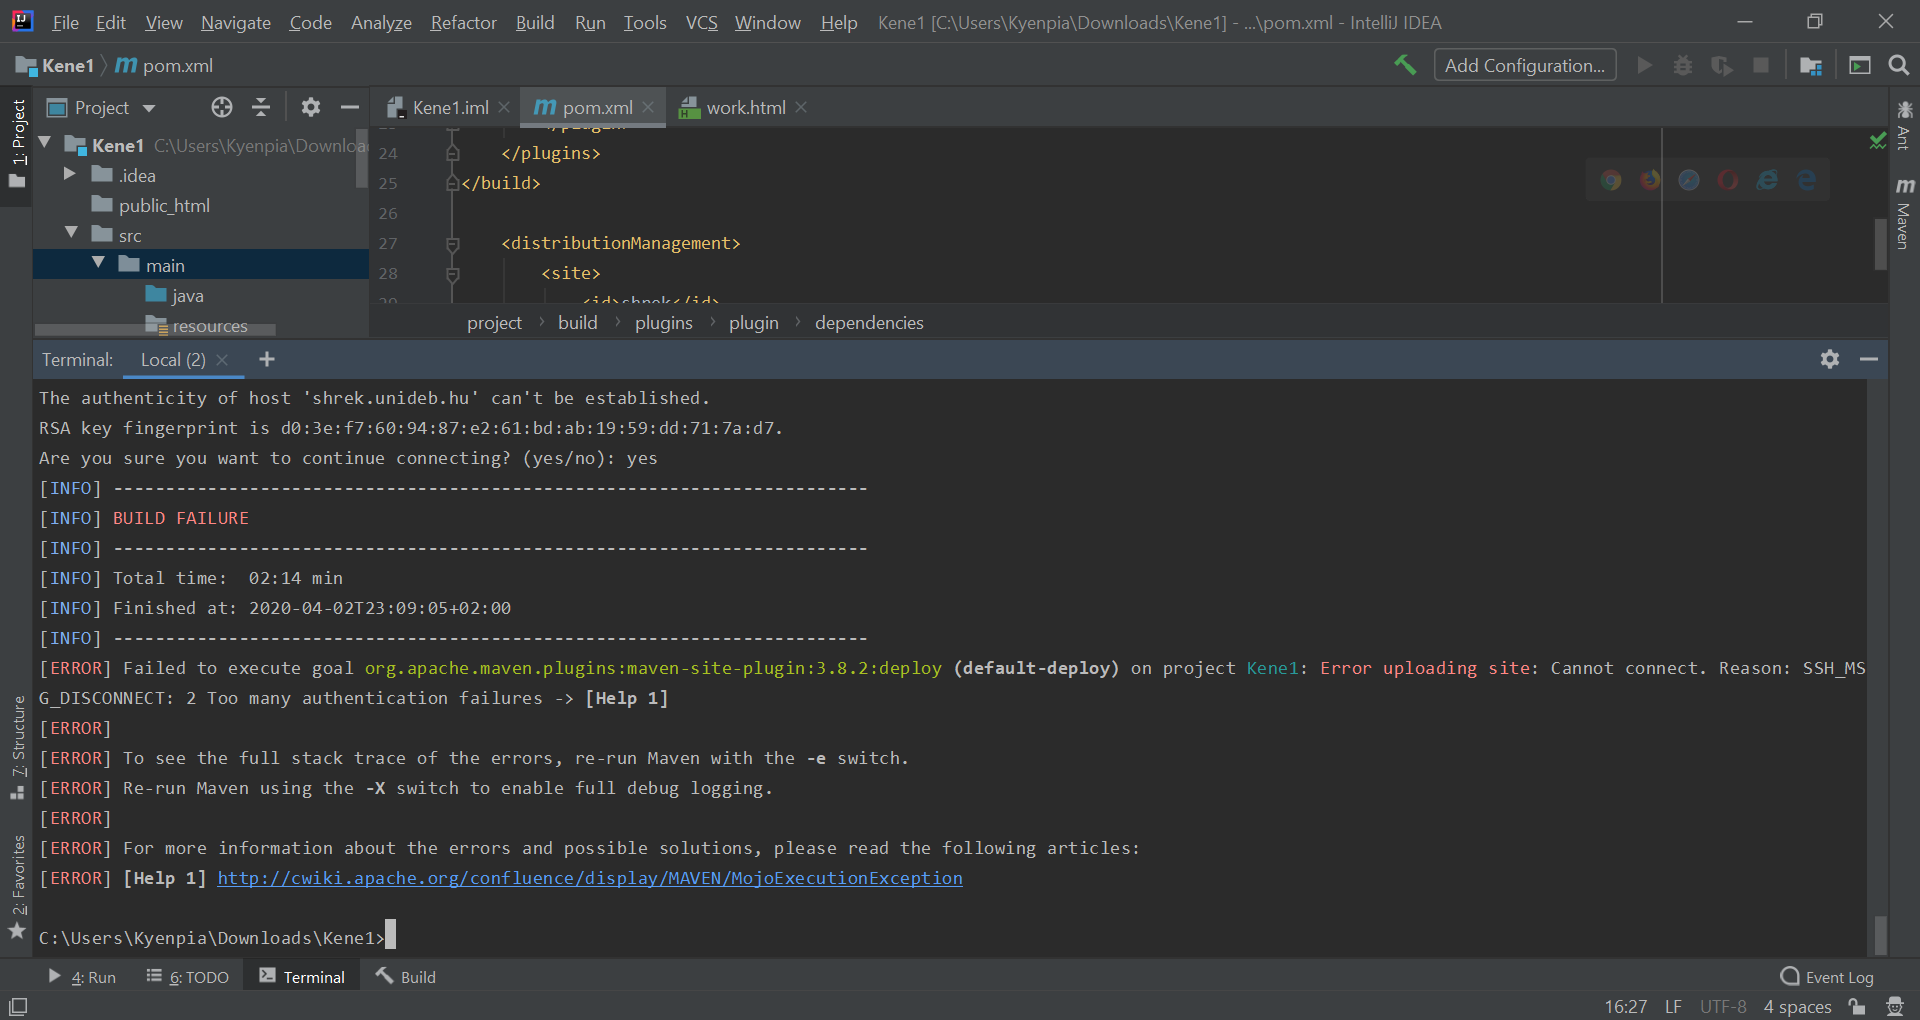 File Edit View Navigate Code Analyze Refactor Build Run Tools VCS Window Help Kene1 [C:\Users\Kyenpia\Downloads\Kene1] - ...\pom.xml - IntelliJ IDEA
Kene1 pom.xml Add Configuration...
1: Project
Project
Kene1.iml pom.xml work.html
Kene1 C:\Users\Kyenpia\Downloa
.idea
public_html
src
main
java
resources
24 </plugins>
25 </build>
26
27 <distributionManagement>
28 <site>
29 <id>shrek</id>
project build plugins plugin dependencies
Ant
Maven
Terminal: Local (2)
The authenticity of host 'shrek.unideb.hu' can't be established.
RSA key fingerprint is d0:3e:f7:60:94:87:e2:61:bd:ab:19:59:dd:71:7a:d7.
Are you sure you want to continue connecting? (yes/no): yes
[INFO] ------------------------------------------------------------------------
[INFO] BUILD FAILURE
[INFO] ------------------------------------------------------------------------
[INFO] Total time:  02:14 min
[INFO] Finished at: 2020-04-02T23:09:05+02:00
[INFO] ------------------------------------------------------------------------
[ERROR] Failed to execute goal org.apache.maven.plugins:maven-site-plugin:3.8.2:deploy (default-deploy) on project Kene1: Error uploading site: Cannot connect. Reason: SSH_MS
G_DISCONNECT: 2 Too many authentication failures -> [Help 1]
[ERROR]
[ERROR] To see the full stack trace of the errors, re-run Maven with the -e switch.
[ERROR] Re-run Maven using the -X switch to enable full debug logging.
[ERROR]
[ERROR] For more information about the errors and possible solutions, please read the following articles:
[ERROR] [Help 1] http://cwiki.apache.org/confluence/display/MAVEN/MojoExecutionException
C:\Users\Kyenpia\Downloads\Kene1>
7: Structure
2: Favorites
4: Run 6: TODO Terminal Build Event Log
16:27 LF UTF-8 4 spaces